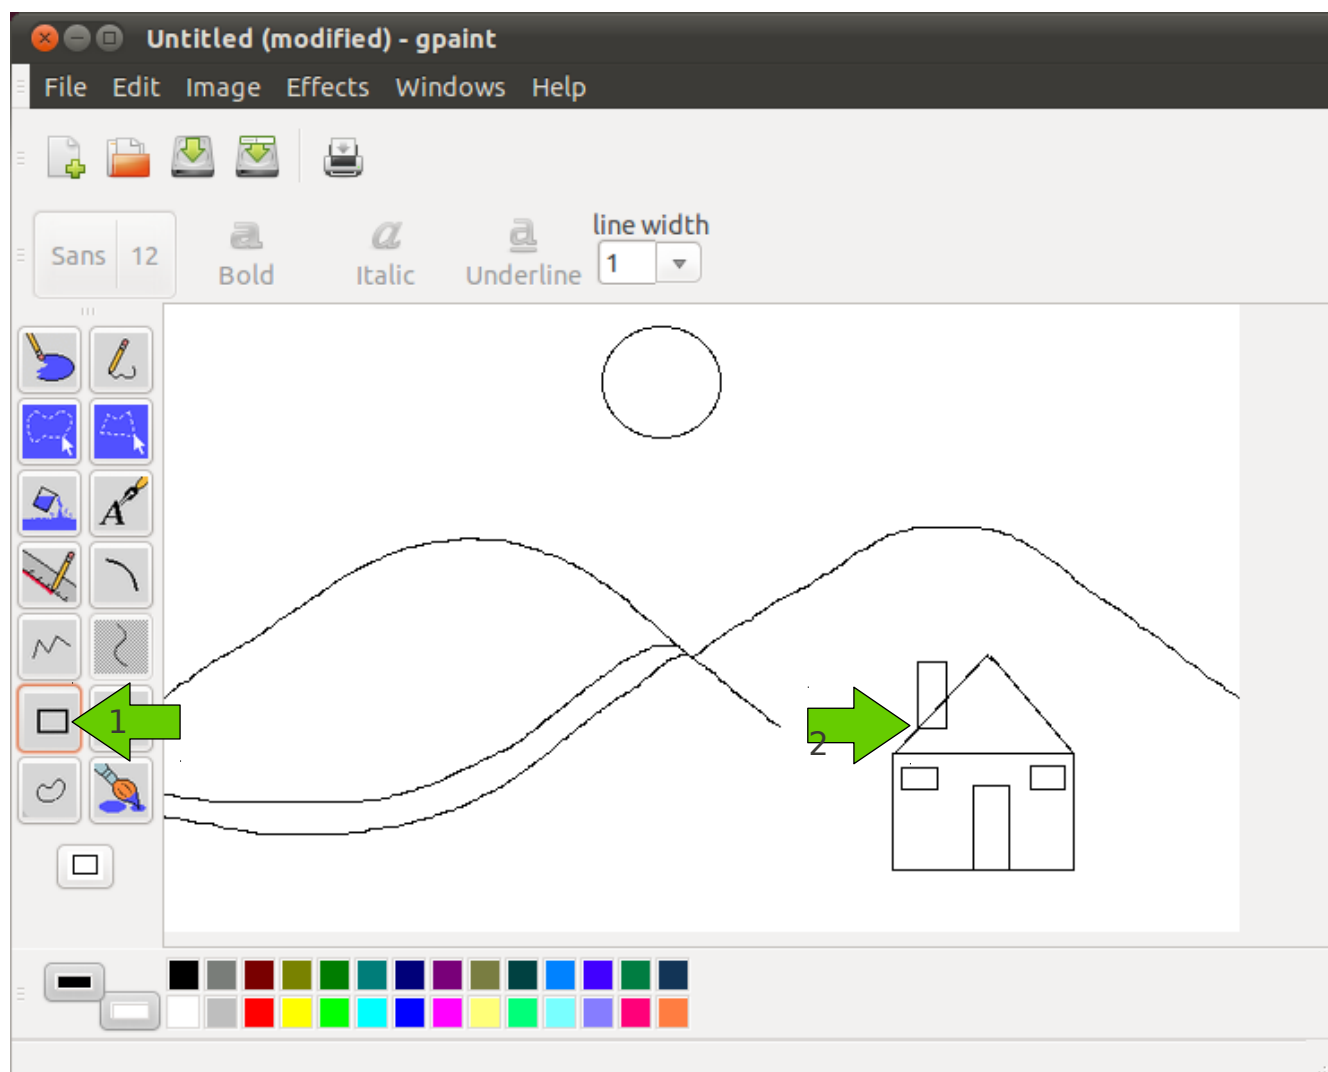 Untitled (modified) - gpaint
File Edit Image Effects Windows Help
line width
Sans 12 Bold Italic Underline 1
A
1
2